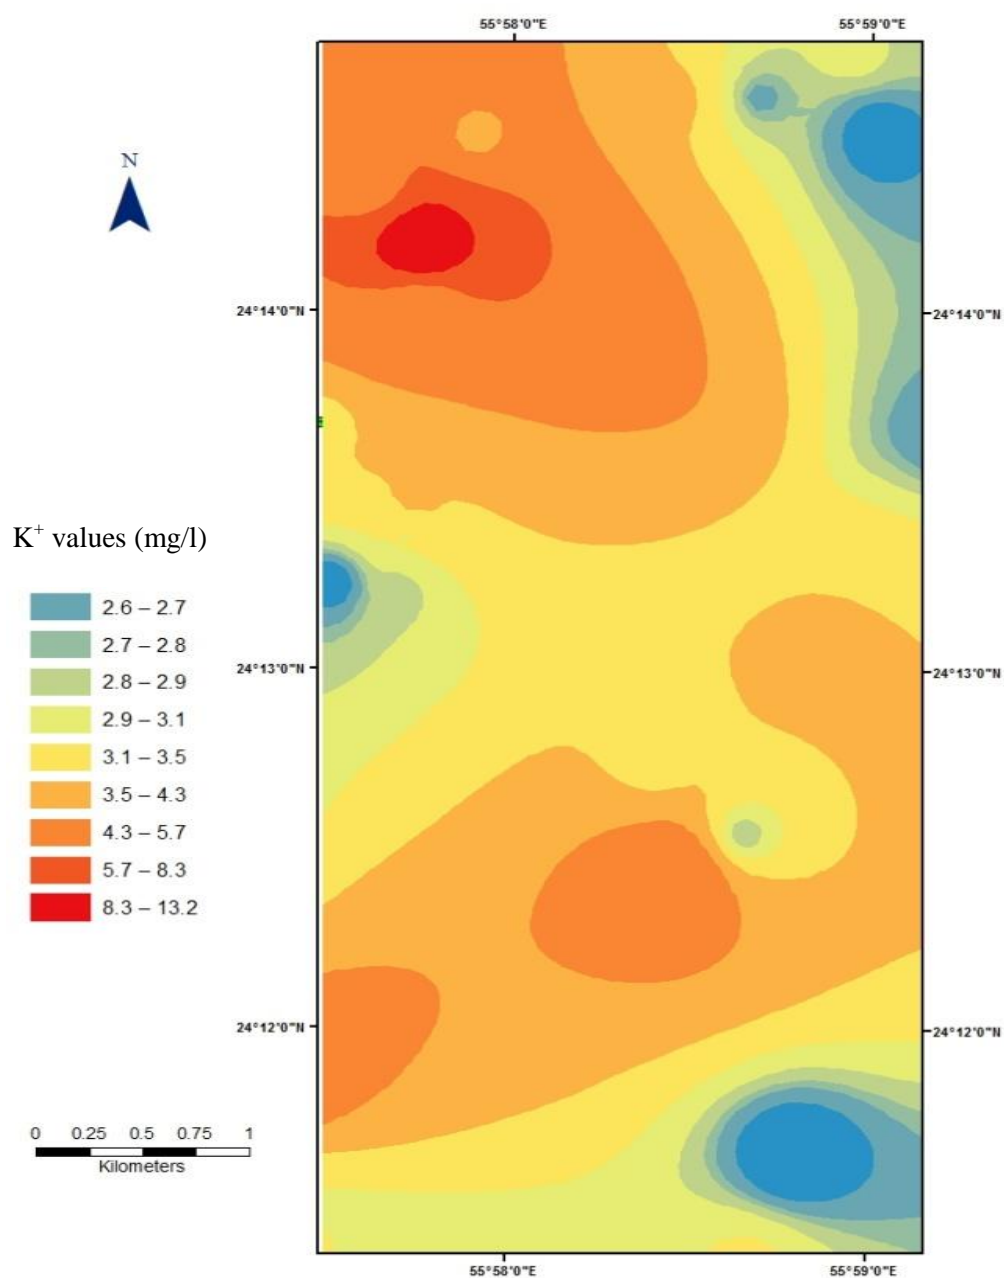 55°58'0"E 55°59'0"E
N
24°14'0"N 24°14'0"N
K⁺ values (mg/l)
2.6 – 2.7
2.7 – 2.8
2.8 – 2.9
2.9 – 3.1
3.1 – 3.5
3.5 – 4.3
4.3 – 5.7
5.7 – 8.3
8.3 – 13.2
24°13'0"N 24°13'0"N
24°12'0"N 24°12'0"N
0 0.25 0.5 0.75 1
Kilometers
55°58'0"E 55°59'0"E